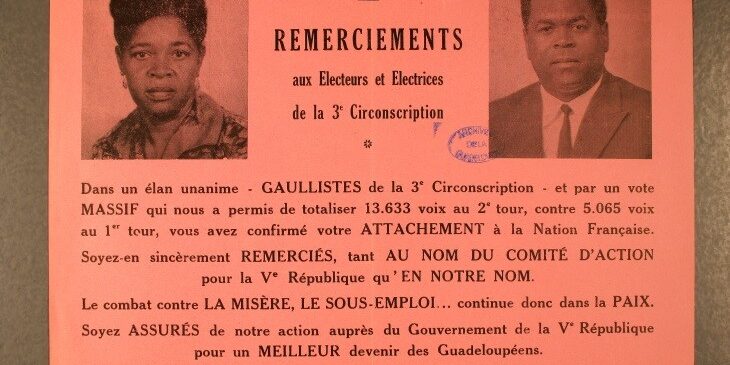 REMERCIEMENTS
aux Electeurs et Electrices
de la 3e Circonscription
*
ARCHIVES
DE LA
Dans un élan unanime - GAULLISTES de la 3e Circonscription - et par un vote
MASSIF qui nous a permis de totaliser 13.633 voix au 2e tour, contre 5.065 voix
au 1er tour, vous avez confirmé votre ATTACHEMENT à la Nation Française.
Soyez-en sincèrement REMERCIÉS, tant AU NOM DU COMITÉ D'ACTION
pour la Ve République qu'EN NOTRE NOM.
Le combat contre LA MISÈRE, LE SOUS-EMPLOI... continue donc dans la PAIX.
Soyez ASSURÉS de notre action auprès du Gouvernement de la Ve République
pour un MEILLEUR devenir des Guadeloupéens.